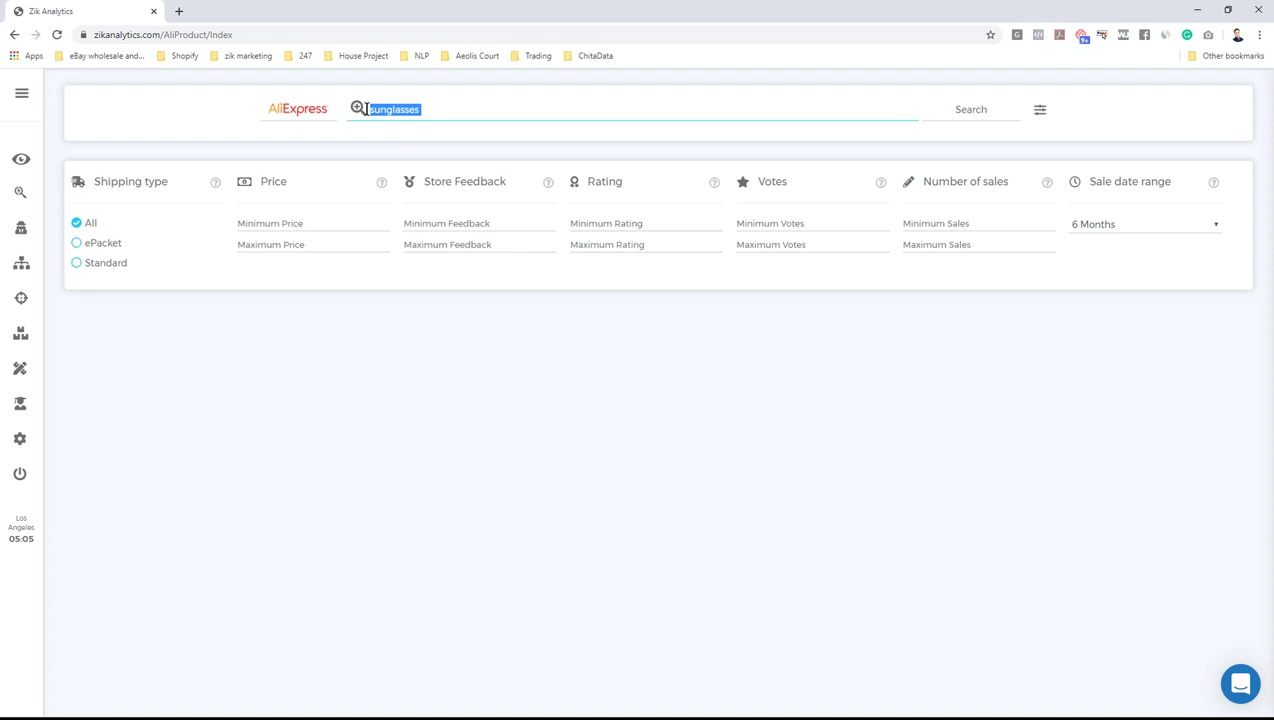 Zik Analytics
zikanalytics.com/AliProduct/Index
9+
Apps eBay wholesale and... Shopify zik marketing 247 House Project NLP Aeolis Court Trading ChitaData Other bookmarks
AliExpress sunglasses Search
Shipping type Price Store Feedback Rating Votes Number of sales Sale date range
All Minimum Price Minimum Feedback Minimum Rating Minimum Votes Minimum Sales 6 Months
ePacket Maximum Price Maximum Feedback Maximum Rating Maximum Votes Maximum Sales
Standard
Los
Angeles
05:05